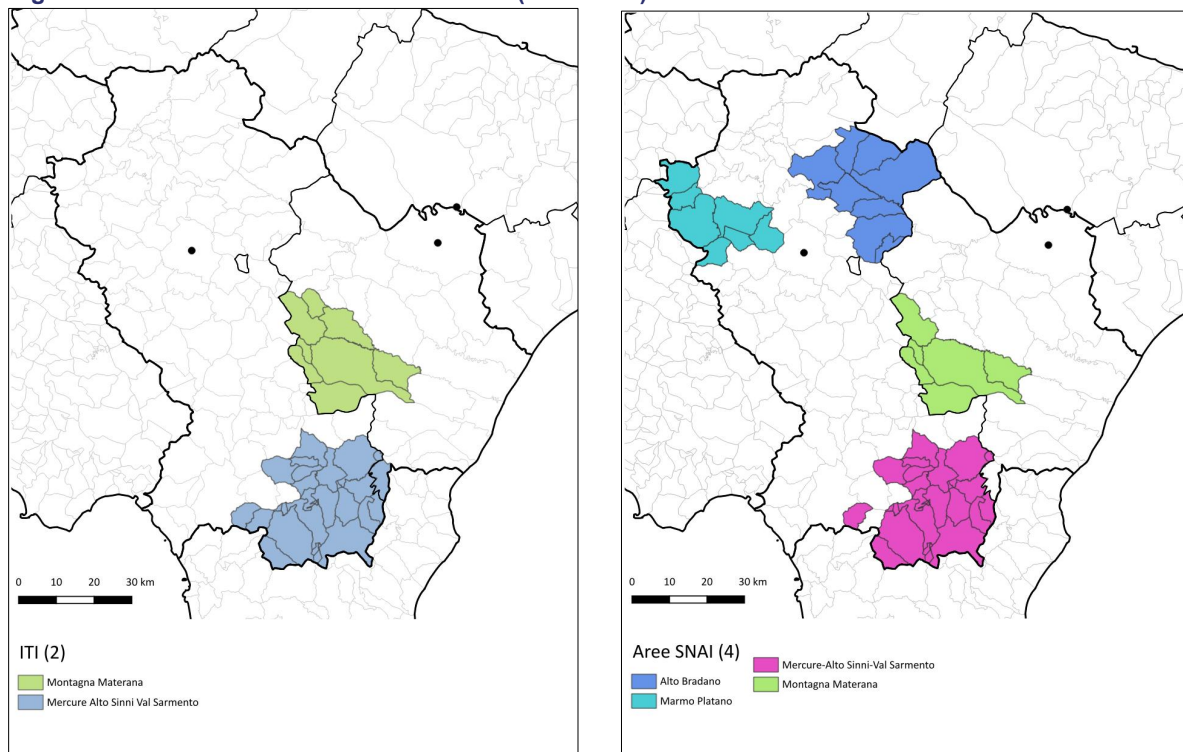 0 10 20 30 km
ITI (2)
Montagna Materana
Mercure Alto Sinni Val Sarmento
0 10 20 30 km
Aree SNAI (4)
Alto Bradano
Marmo Platano
Mercure-Alto Sinni-Val Sarmento
Montagna Materana